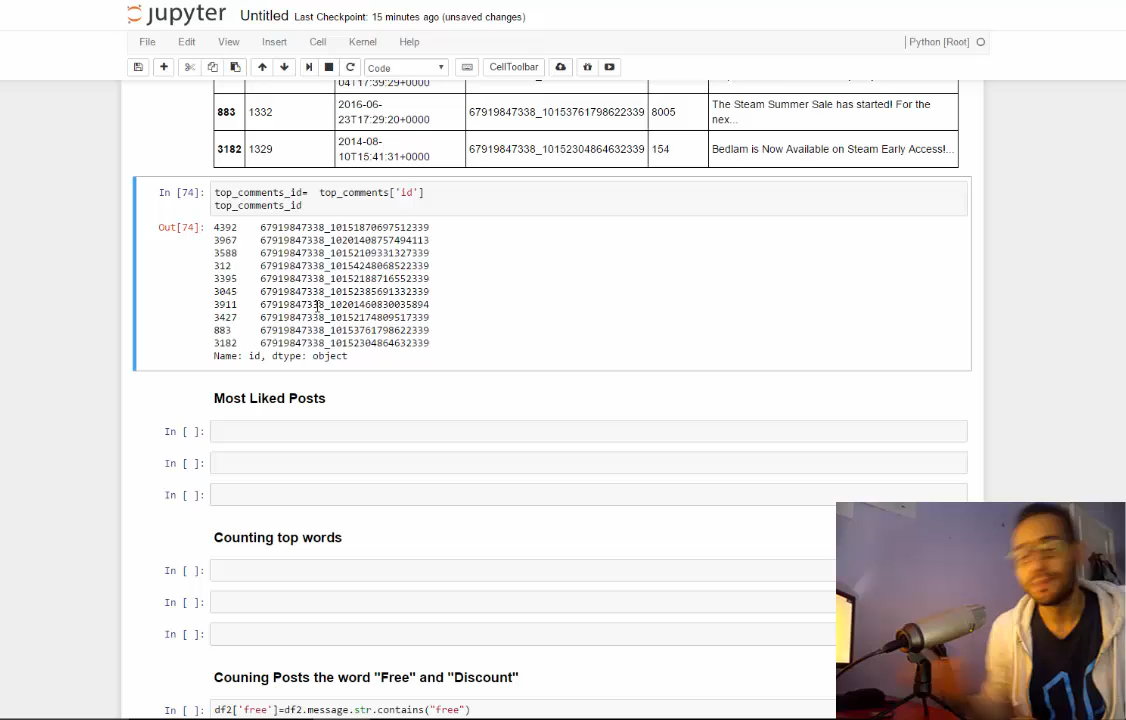 jupyter Untitled Last Checkpoint: 15 minutes ago (unsaved changes)
File Edit View Insert Cell Kernel Help Python [Root]
Code CellToolbar
04T17:39:29+0000
883 1332 2016-06-23T17:29:20+0000 67919847338_10153761798622339 8005 The Steam Summer Sale has started! For the nex...
3182 1329 2014-08-10T15:41:31+0000 67919847338_10152304864632339 154 Bedlam is Now Available on Steam Early Access!...
In [74]: top_comments_id= top_comments['id']
top_comments_id
Out[74]: 4392 67919847338_10151870697512339
3967 67919847338_10201408757494113
3588 67919847338_10152109331327339
312 67919847338_10154248068522339
3395 67919847338_10152188716552339
3045 67919847338_10152385691332339
3911 67919847338_10201460830035894
3427 67919847338_10152174809517339
883 67919847338_10153761798622339
3182 67919847338_10152304864632339
Name: id, dtype: object
Most Liked Posts
In [ ]:
In [ ]:
In [ ]:
Counting top words
In [ ]:
In [ ]:
In [ ]:
Couning Posts the word "Free" and "Discount"
In [ ]: df2['free']=df2.message.str.contains("free")